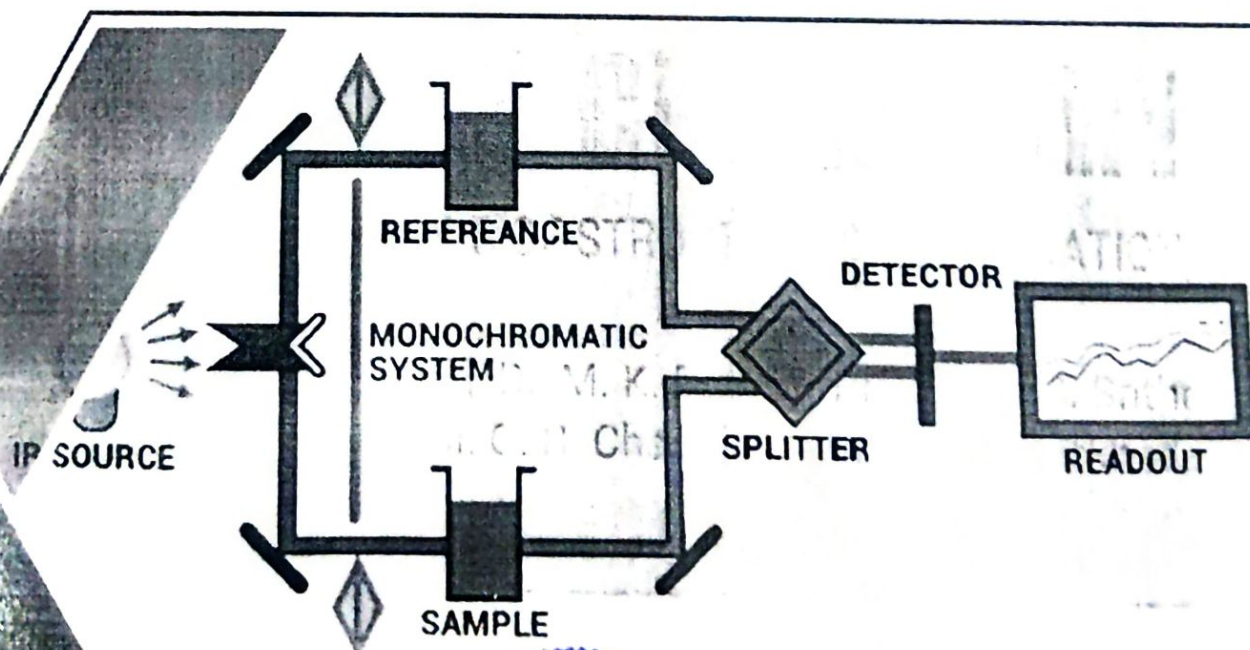 REFEREANCE
DETECTOR
MONOCHROMATIC
SYSTEM
IR SOURCE
SPLITTER
READOUT
SAMPLE